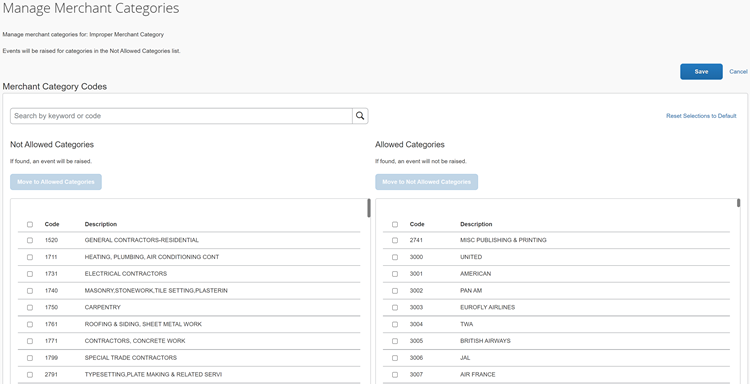 Manage Merchant Categories
Manage merchant categories for: Improper Merchant Category
Events will be raised for categories in the Not Allowed Categories list.
Save Cancel
Merchant Category Codes
Search by keyword or code
Reset Selections to Default
Not Allowed Categories
If found, an event will be raised.
Move to Allowed Categories
Code Description
1520 GENERAL CONTRACTORS-RESIDENTIAL
1711 HEATING, PLUMBING, AIR CONDITIONING CONT
1731 ELECTRICAL CONTRACTORS
1740 MASONRY,STONEWORK,TILE SETTING,PLASTERIN
1750 CARPENTRY
1761 ROOFING & SIDING, SHEET METAL WORK
1771 CONTRACTORS, CONCRETE WORK
1799 SPECIAL TRADE CONTRACTORS
2791 TYPESETTING,PLATE MAKING & RELATED SERVI
Allowed Categories
If found, an event will not be raised.
Move to Not Allowed Categories
Code Description
2741 MISC PUBLISHING & PRINTING
3000 UNITED
3001 AMERICAN
3002 PAN AM
3003 EUROFLY AIRLINES
3004 TWA
3005 BRITISH AIRWAYS
3006 JAL
3007 AIR FRANCE